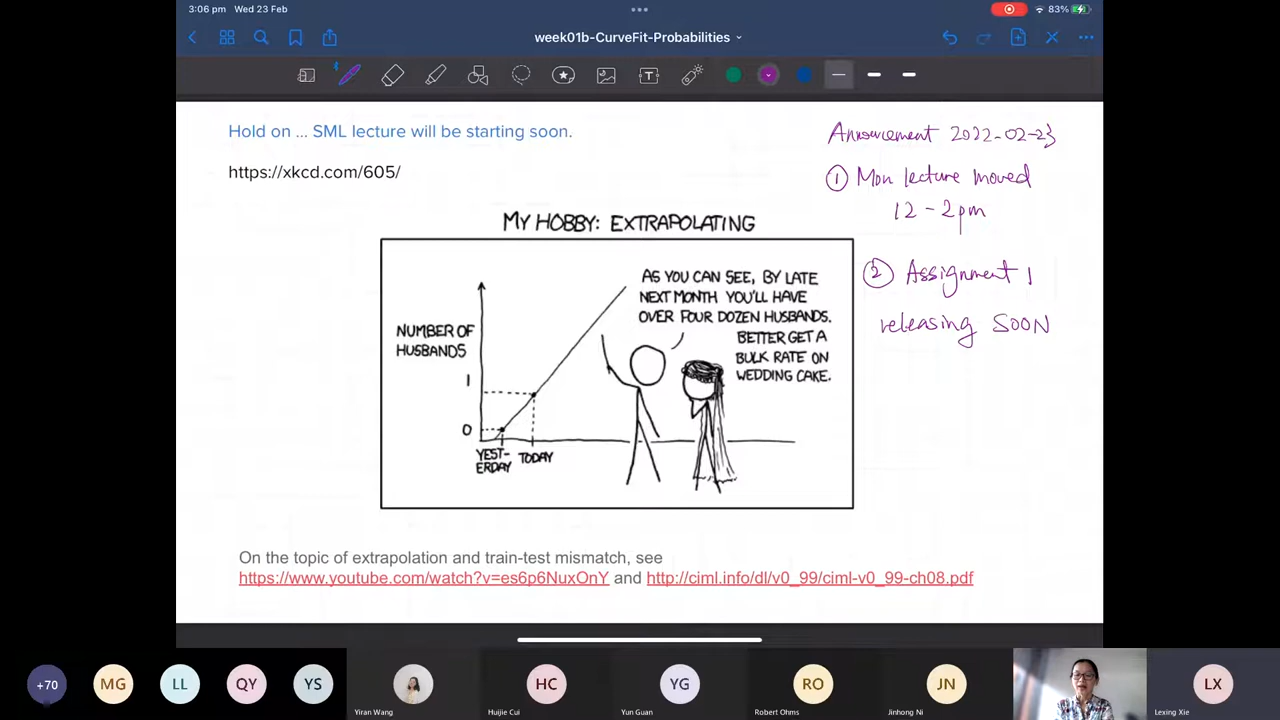 3:06 pm Wed 23 Feb
83%
week01b-CurveFit-Probabilities
T
Hold on ... SML lecture will be starting soon.
https://xkcd.com/605/
Announcement 2022-02-23
① Mon lecture moved
12 - 2pm
② Assignment 1
releasing SOON
MY HOBBY: EXTRAPOLATING
AS YOU CAN SEE, BY LATE
NEXT MONTH YOU'LL HAVE
OVER FOUR DOZEN HUSBANDS.
BETTER GET A
BULK RATE ON
WEDDING CAKE.
NUMBER OF
HUSBANDS
1
0
YEST-
ERDAY
TODAY
On the topic of extrapolation and train-test mismatch, see
https://www.youtube.com/watch?v=es6p6NuxOnY and http://ciml.info/dl/v0_99/ciml-v0_99-ch08.pdf
+70
MG
LL
QY
YS
HC
YG
RO
JN
LX
Yiran Wang
Huijie Cui
Yun Guan
Robert Ohms
Jinhong Ni
Lexing Xie